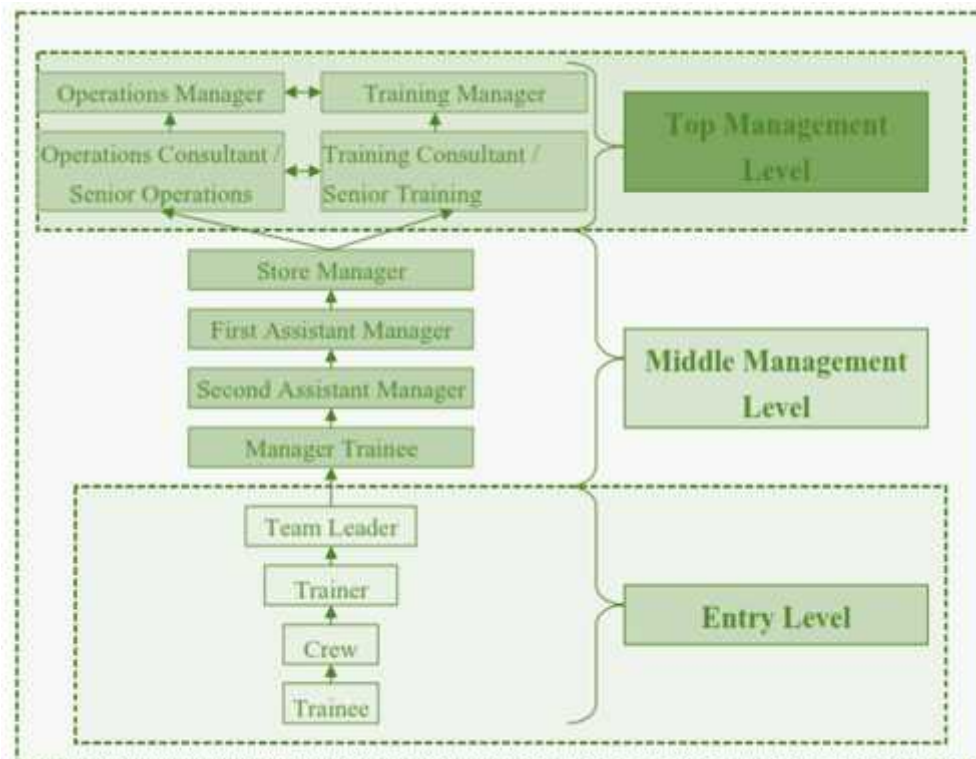 Operations Manager
Training Manager
Top Management
Level
Operations Consultant /
Senior Operations
Training Consultant /
Senior Training
Store Manager
First Assistant Manager
Second Assistant Manager
Manager Trainee
Middle Management
Level
Team Leader
Trainer
Crew
Trainee
Entry Level